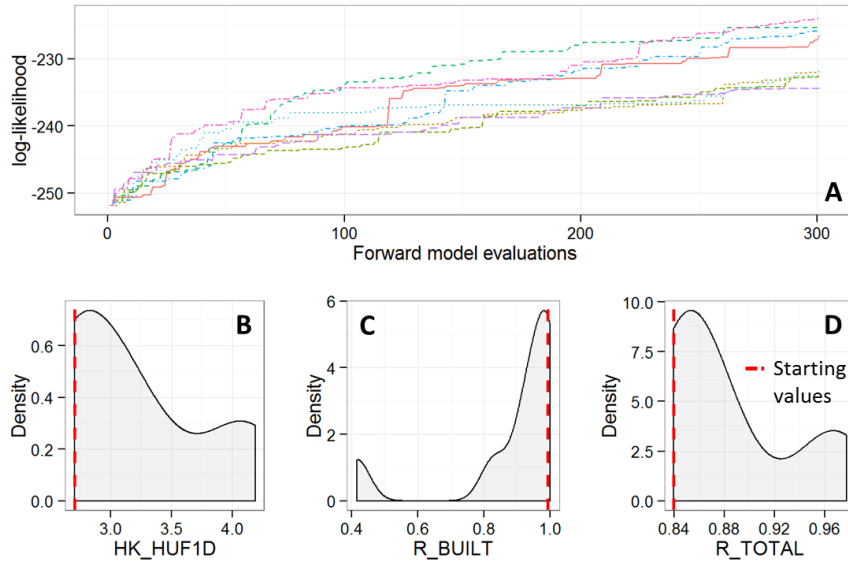 log-likelihood
-230
-240
-250
A
0
100
200
300
Forward model evaluations
B
Density
0.6
0.4
0.2
0.0
3.0
3.5
4.0
HK_HUF1D
C
Density
6
4
2
0
0.4
0.6
0.8
1.0
R_BUILT
D
Density
10.0
7.5
5.0
2.5
0.0
Starting
values
0.84
0.88
0.92
0.96
R_TOTAL